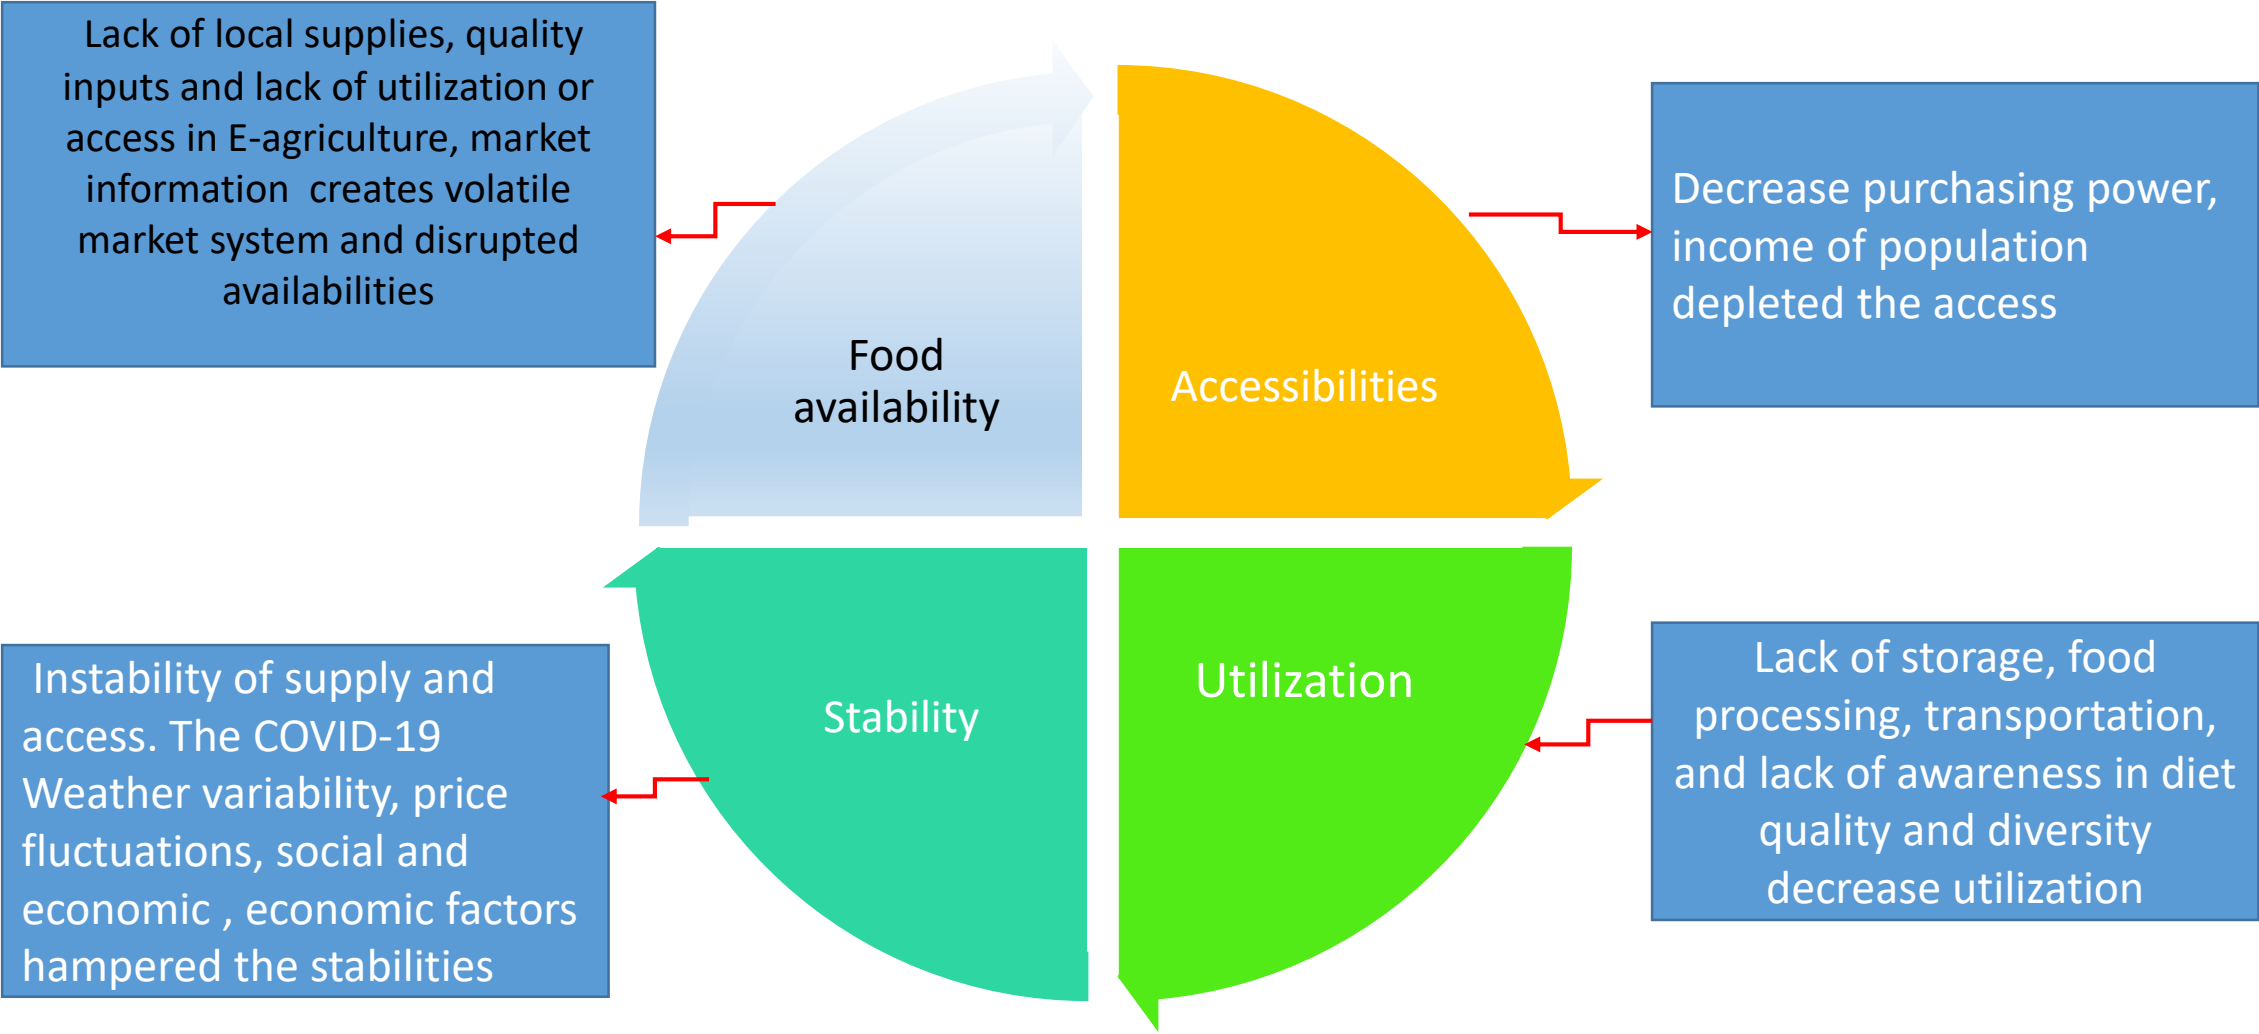 Lack of local supplies, quality
inputs and lack of utilization or
access in E-agriculture, market
information  creates volatile
market system and disrupted
availabilities
Decrease purchasing power,
income of population
depleted the access
Food
availability
Accessibilities
Stability
Utilization
Instability of supply and
access. The COVID-19
Weather variability, price
fluctuations, social and
economic , economic factors
hampered the stabilities
Lack of storage, food
processing, transportation,
and lack of awareness in diet
quality and diversity
decrease utilization